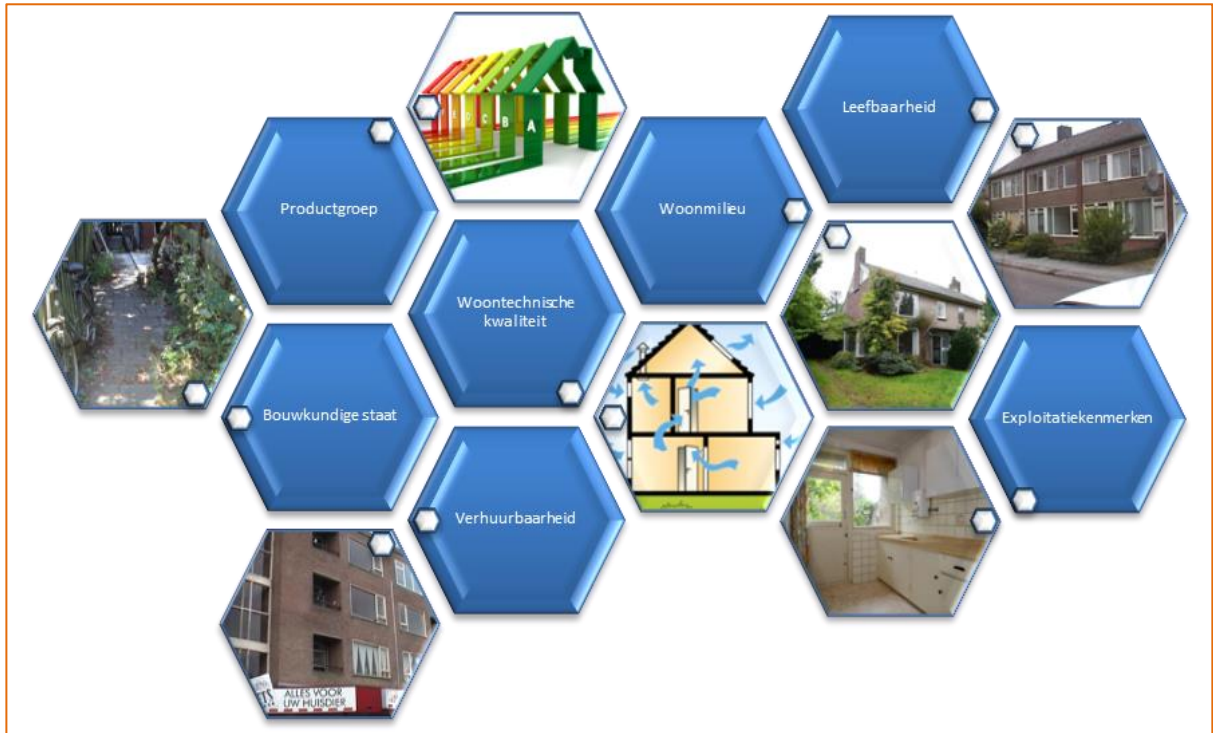 Leefbaarheid
Productgroep
Woonmilieu
E D C B A
Woontechnische
kwaliteit
Bouwkundige staat
Exploitatiekenmerken
Verhuurbaarheid
ALLES VOOR
UW HUISDIER